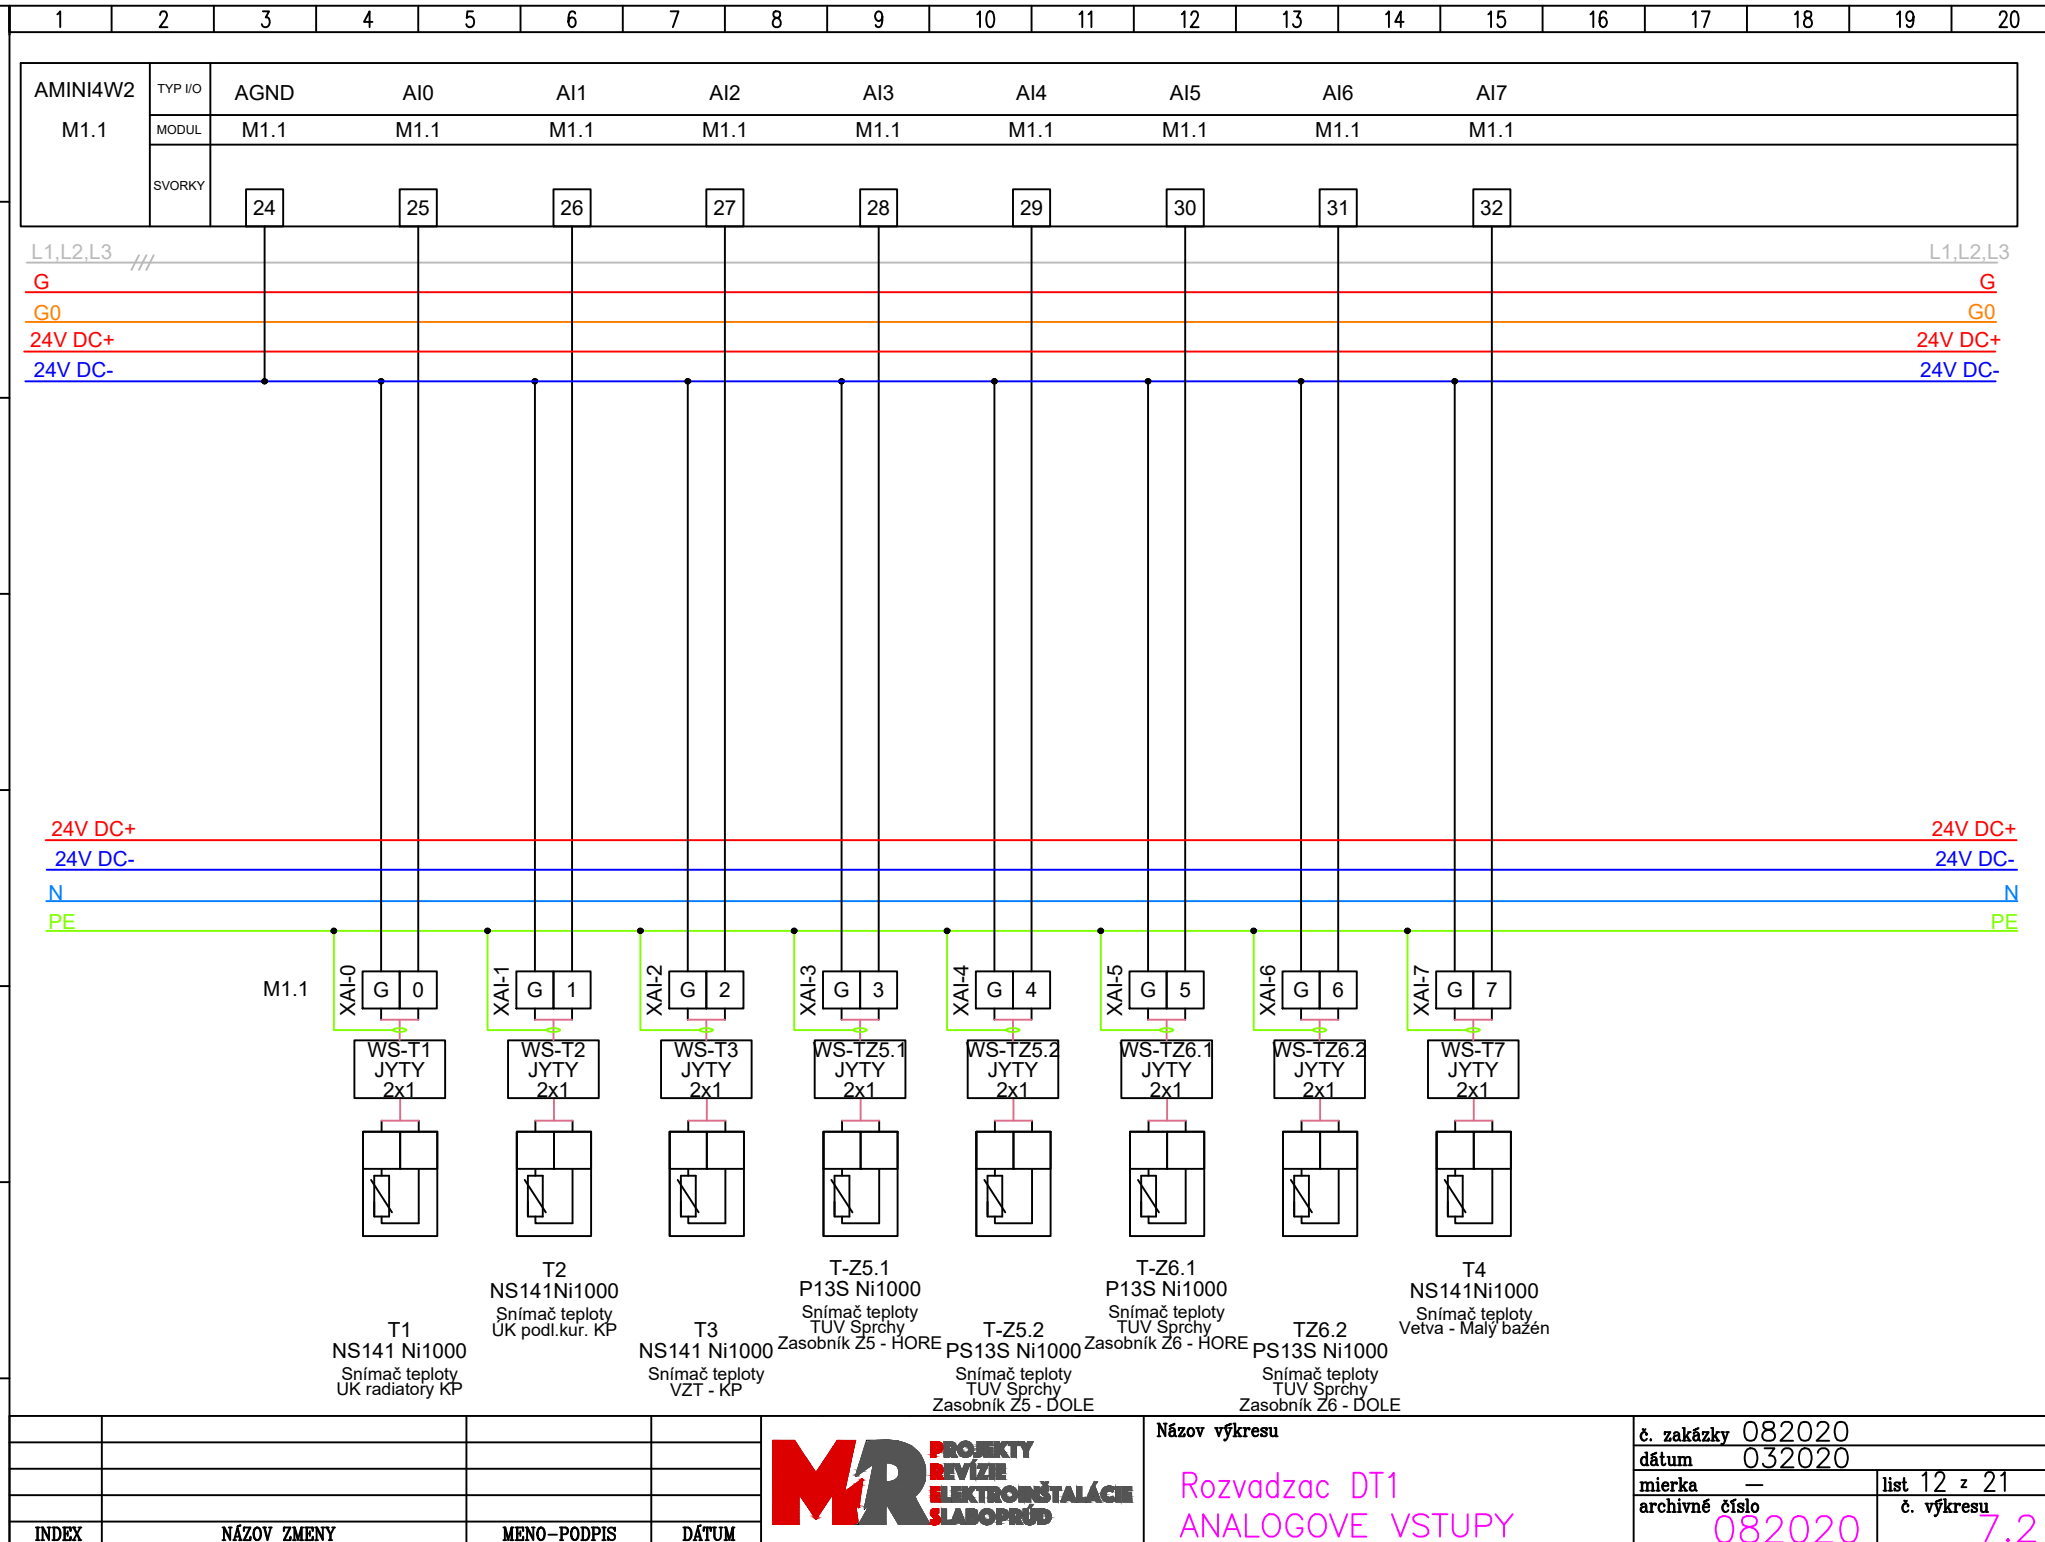 1 2 3 4 5 6 7 8 9 10 11 12 13 14 15 16 17 18 19 20
AMINI4W2 TYP I/O AGND AI0 AI1 AI2 AI3 AI4 AI5 AI6 AI7
M1.1 MODUL M1.1 M1.1 M1.1 M1.1 M1.1 M1.1 M1.1 M1.1 M1.1
SVORKY
24 25 26 27 28 29 30 31 32
L1,L2,L3 L1,L2,L3
G G
G0 G0
24V DC+ 24V DC+
24V DC- 24V DC-
24V DC+ 24V DC+
24V DC- 24V DC-
N N
PE PE
M1.1 XAI-0 G 0 XAI-1 G 1 XAI-2 G 2 XAI-3 G 3 XAI-4 G 4 XAI-5 G 5 XAI-6 G 6 XAI-7 G 7
WS-T1 WS-T2 WS-T3 WS-TZ5.1 WS-TZ5.2 WS-TZ6.1 WS-TZ6.2 WS-T7
JYTY JYTY JYTY JYTY JYTY JYTY JYTY JYTY
2x1 2x1 2x1 2x1 2x1 2x1 2x1 2x1
T1
NS141 Ni1000
Snímač teploty
UK radiatory KP
T2
NS141Ni1000
Snímač teploty
ÚK podl.kur. KP
T3
NS141 Ni1000
Snímač teploty
VZT - KP
T-Z5.1
P13S Ni1000
Snímač teploty
TUV Sprchy
Zasobník Z5 - HORE
T-Z5.2
PS13S Ni1000
Snímač teploty
TUV Sprchy
Zasobník Z5 - DOLE
T-Z6.1
P13S Ni1000
Snímač teploty
TUV Sprchy
Zasobník Z6 - HORE
TZ6.2
PS13S Ni1000
Snímač teploty
TUV Sprchy
Zasobník Z6 - DOLE
T4
NS141Ni1000
Snímač teploty
Vetva - Malý bazén
INDEX NÁZOV ZMENY MENO-PODPIS DÁTUM
MR
PROJEKTY
REVÍZIE
ELEKTROINŠTALÁCIE
SLABOPRÚD
Názov výkresu
Rozvadzac DT1
ANALOGOVE VSTUPY
č. zakázky 082020
dátum 032020
mierka —
list 12 z 21
archivné číslo
082020
č. výkresu
7.2